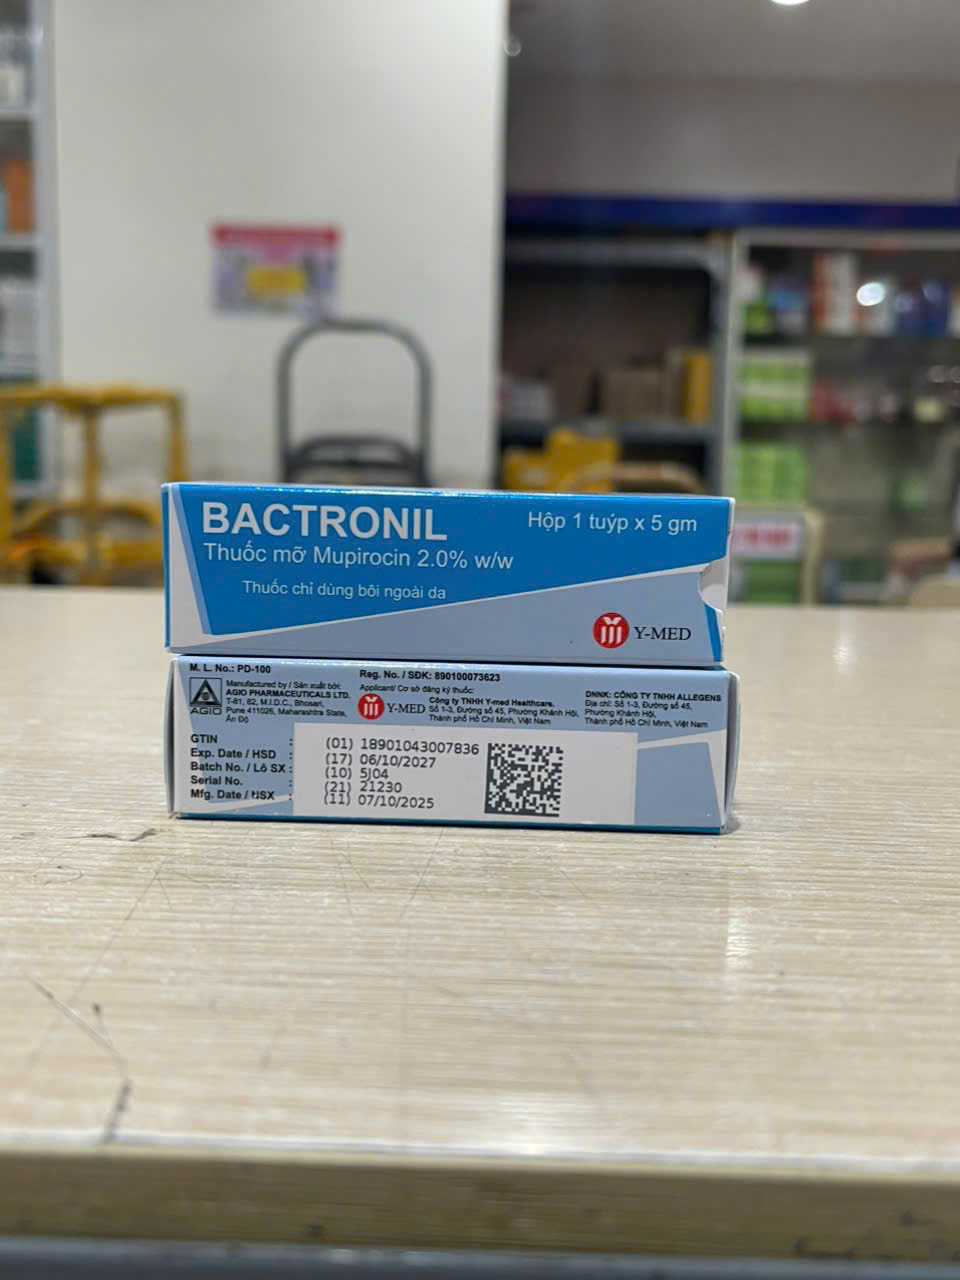 BACTRONIL
Hộp 1 tuýp x 5 gm
Thuốc mỡ Mupirocin 2.0% w/w
Thuốc chỉ dùng bôi ngoài da
Y-MED
M. L. No.: PD-100
Manufactured by / Sản xuất bởi:
AGIO PHARMACEUTICALS LTD.
T-81, 82, M.I.D.C., Bhosari,
Pune 411026, Maharashtra State,
Ấn Độ
AGIO
Reg. No. / SĐK: 890100073623
Applicant/ Cơ sở đăng ký thuốc:
Y-MED
Công ty TNHH Y-med Healthcare.
Số 1-3, Đường số 45, Phường Khánh Hội,
Thành phố Hồ Chí Minh, Việt Nam
DNNK: CÔNG TY TNHH ALLEGENS
Địa chỉ: Số 1-3, Đường số 45,
Phường Khánh Hội,
Thành phố Hồ Chí Minh, Việt Nam
GTIN : (01) 18901043007836
Exp. Date / HSD : (17) 06/10/2027
Batch No. / Lô SX : (10) 5J04
Serial No. : (21) 21230
Mfg. Date / NSX : (11) 07/10/2025